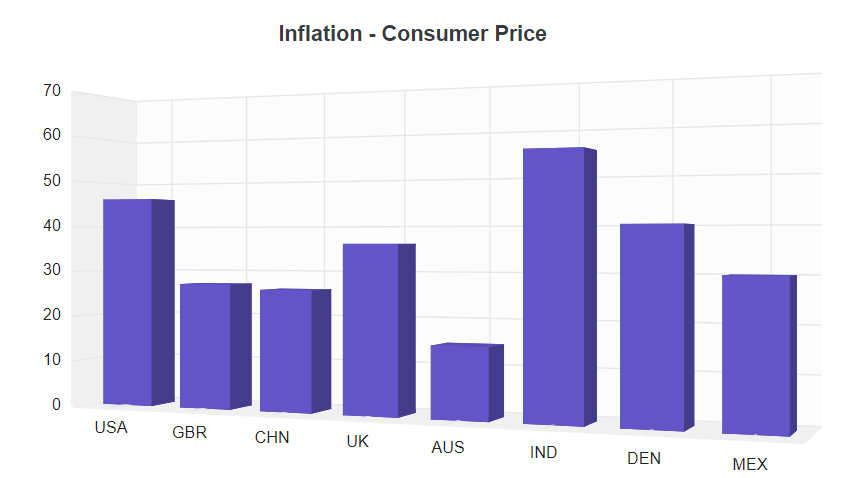 Inflation - Consumer Price
70
60
50
40
30
20
10
0
USA
GBR
CHN
UK
AUS
IND
DEN
MEX